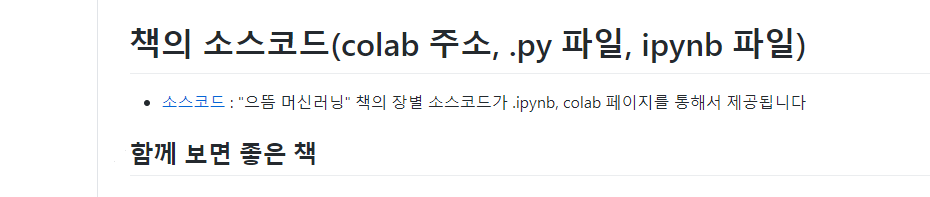 책의 소스코드(colab 주소, .py 파일, ipynb 파일)
소스코드 : "으뜸 머신러닝" 책의 장별 소스코드가 .ipynb, colab 페이지를 통해서 제공됩니다
함께 보면 좋은 책